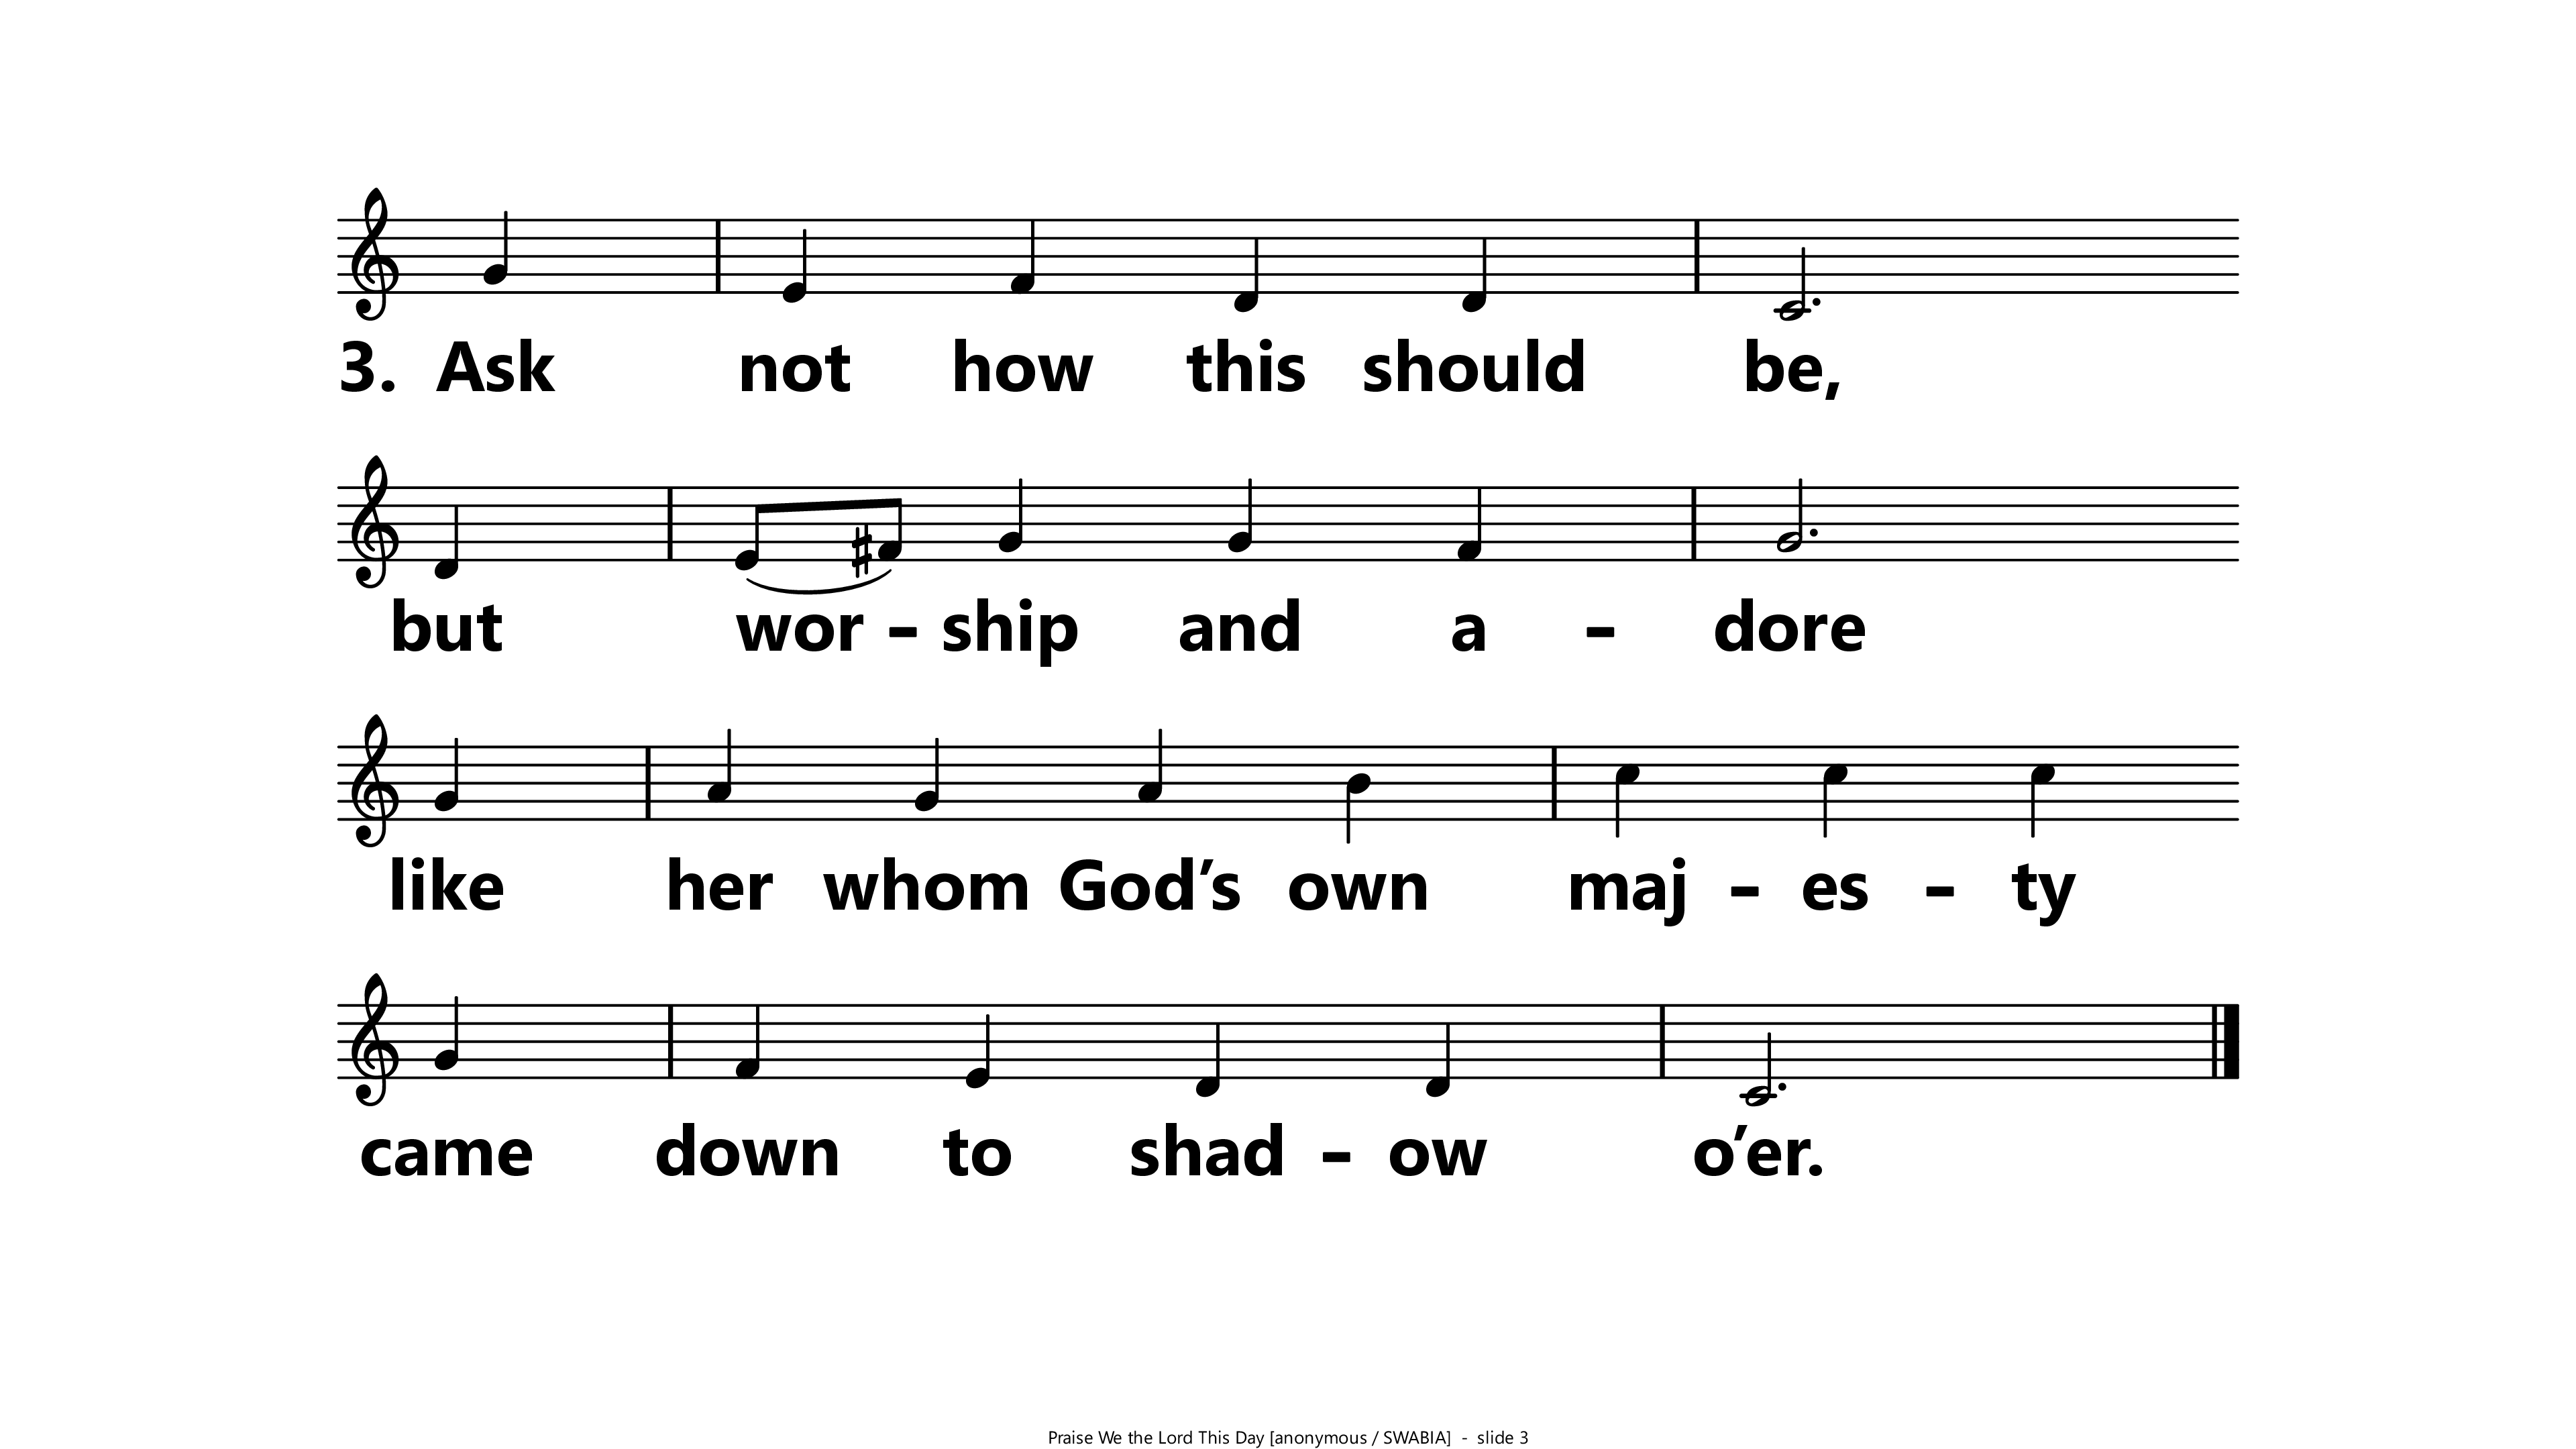 3. Ask not how this should be,
but wor - ship and a - dore
like her whom God’s own maj - es - ty
came down to shad - ow o’er.
Praise We the Lord This Day [anonymous / SWABIA] - slide 3